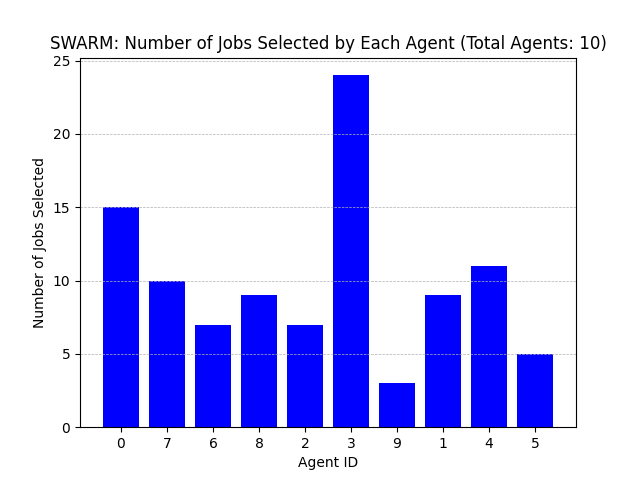 SWARM: Number of Jobs Selected by Each Agent (Total Agents: 10)
25
20
15
10
5
0
Number of Jobs Selected
0 7 6 8 2 3 9 1 4 5
Agent ID